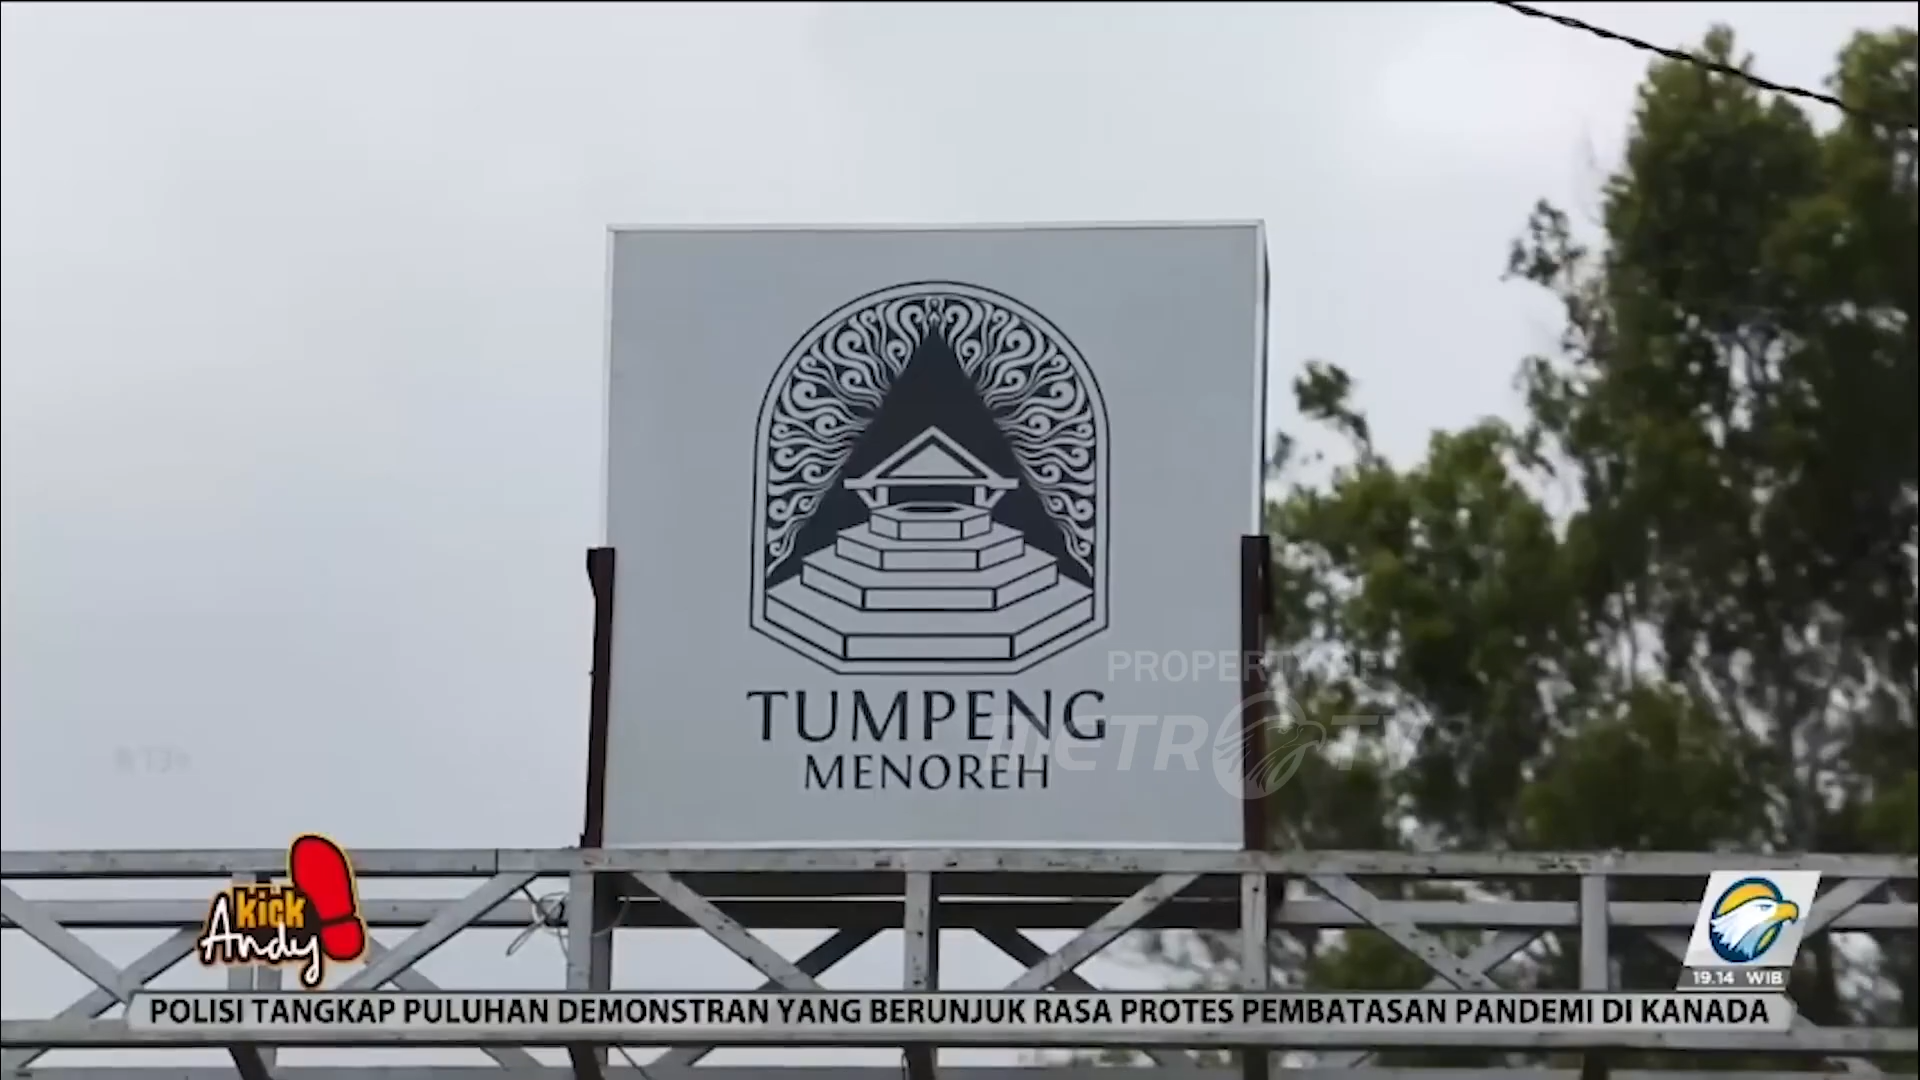 TUMPENG
MENOREH
PROPERTY OF
METRO TV
kick
Andy
19.14 WIB
POLISI TANGKAP PULUHAN DEMONSTRAN YANG BERUNJUK RASA PROTES PEMBATASAN PANDEMI DI KANADA